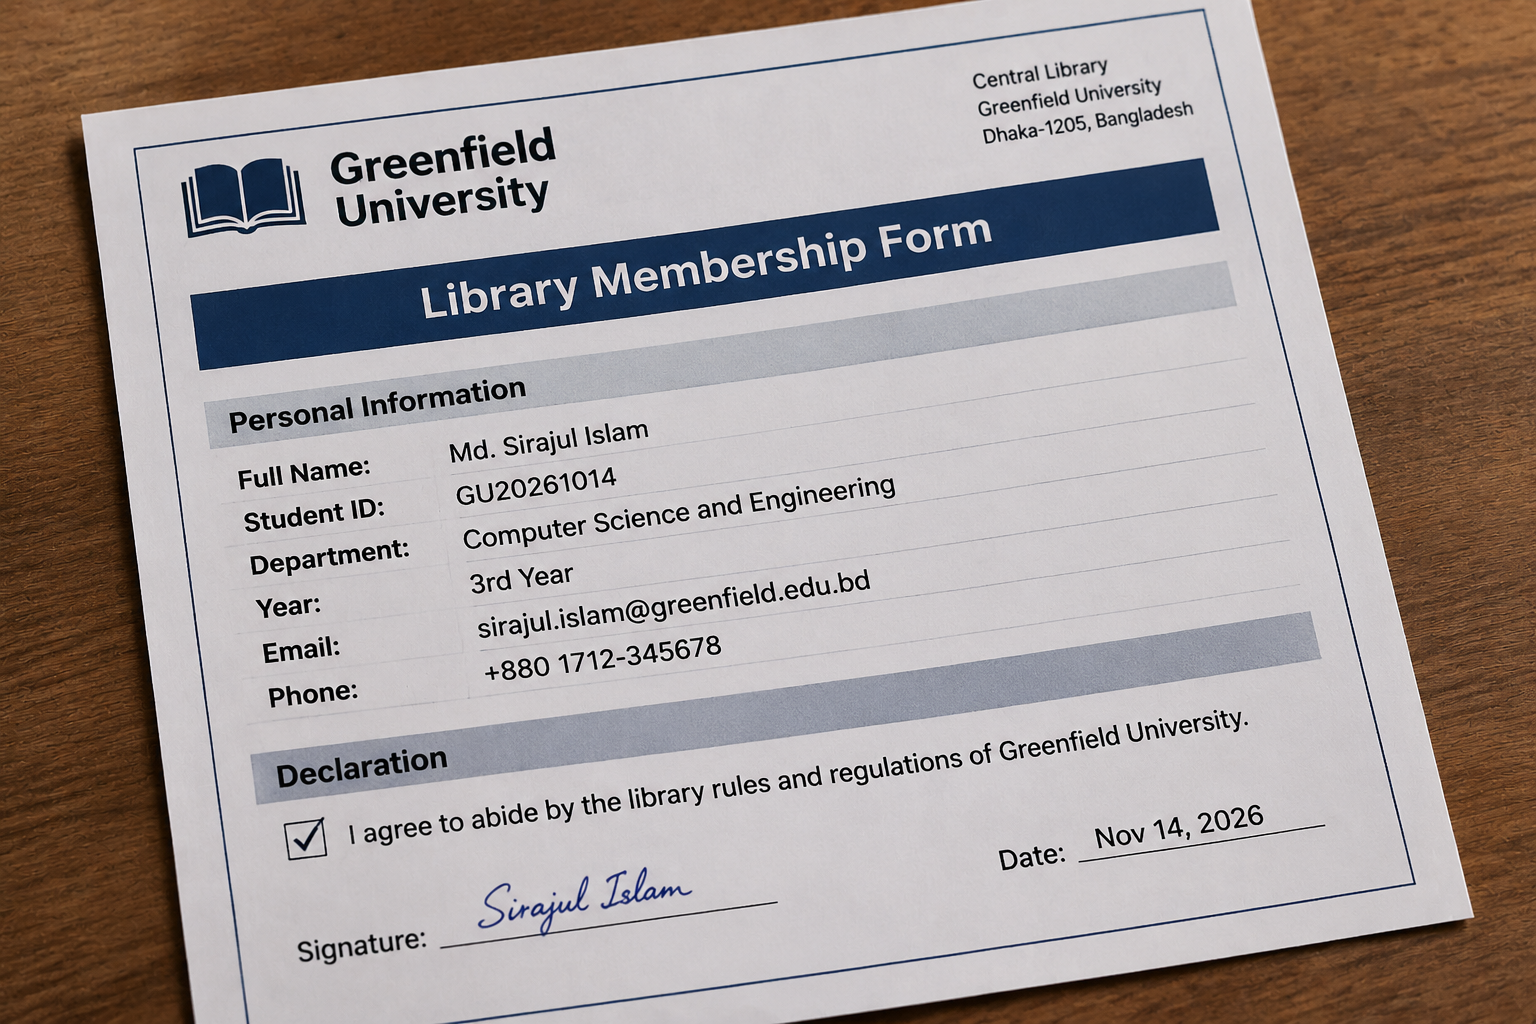 Greenfield
University
Central Library
Greenfield University
Dhaka-1205, Bangladesh
Library Membership Form
Personal Information
Full Name: Md. Sirajul Islam
Student ID: GU20261014
Department: Computer Science and Engineering
Year: 3rd Year
Email: sirajul.islam@greenfield.edu.bd
Phone: +880 1712-345678
Declaration
I agree to abide by the library rules and regulations of Greenfield University.
Signature: Sirajul Islam
Date: Nov 14, 2026